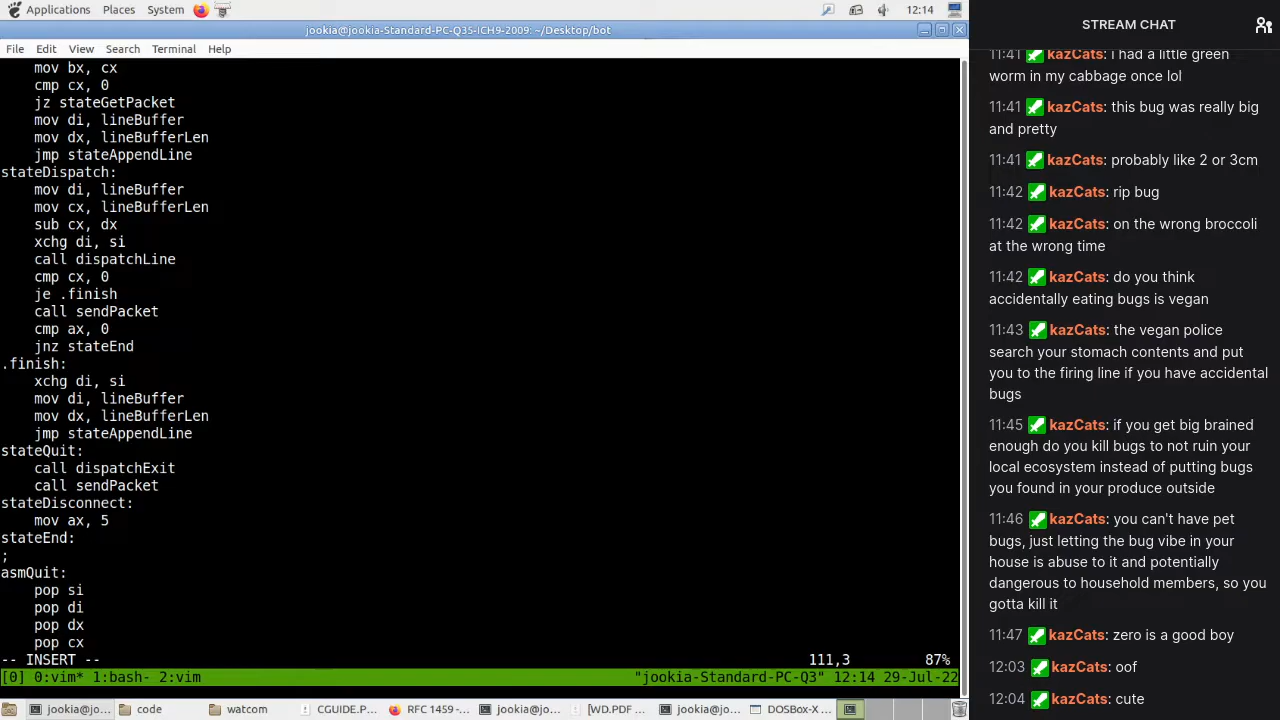 Applications Places System 12:14
jookia@jookia-Standard-PC-Q35-ICH9-2009: ~/Desktop/bot
File Edit View Search Terminal Help
mov bx, cx
cmp cx, 0
jz stateGetPacket
mov di, lineBuffer
mov dx, lineBufferLen
jmp stateAppendLine
stateDispatch:
mov di, lineBuffer
mov cx, lineBufferLen
sub cx, dx
xchg di, si
call dispatchLine
cmp cx, 0
je .finish
call sendPacket
cmp ax, 0
jnz stateEnd
.finish:
xchg di, si
mov di, lineBuffer
mov dx, lineBufferLen
jmp stateAppendLine
stateQuit:
call dispatchExit
call sendPacket
stateDisconnect:
mov ax, 5
stateEnd:
;
asmQuit:
pop si
pop di
pop dx
pop cx
-- INSERT -- 111,3 87%
[0] 0:vim* 1:bash- 2:vim "jookia-Standard-PC-Q3" 12:14 29-Jul-22
jookia@jo... code watcom CGUIDE.P... RFC 1459 -... jookia@jo... [WD.PDF ... jookia@jo... DOSBox-X ...
STREAM CHAT
11:41 kazCats: i had a little green
worm in my cabbage once lol
11:41 kazCats: this bug was really big
and pretty
11:41 kazCats: probably like 2 or 3cm
11:42 kazCats: rip bug
11:42 kazCats: on the wrong broccoli
at the wrong time
11:42 kazCats: do you think
accidentally eating bugs is vegan
11:43 kazCats: the vegan police
search your stomach contents and put
you to the firing line if you have accidental
bugs
11:45 kazCats: if you get big brained
enough do you kill bugs to not ruin your
local ecosystem instead of putting bugs
you found in your produce outside
11:46 kazCats: you can't have pet
bugs, just letting the bug vibe in your
house is abuse to it and potentially
dangerous to household members, so you
gotta kill it
11:47 kazCats: zero is a good boy
12:03 kazCats: oof
12:04 kazCats: cute